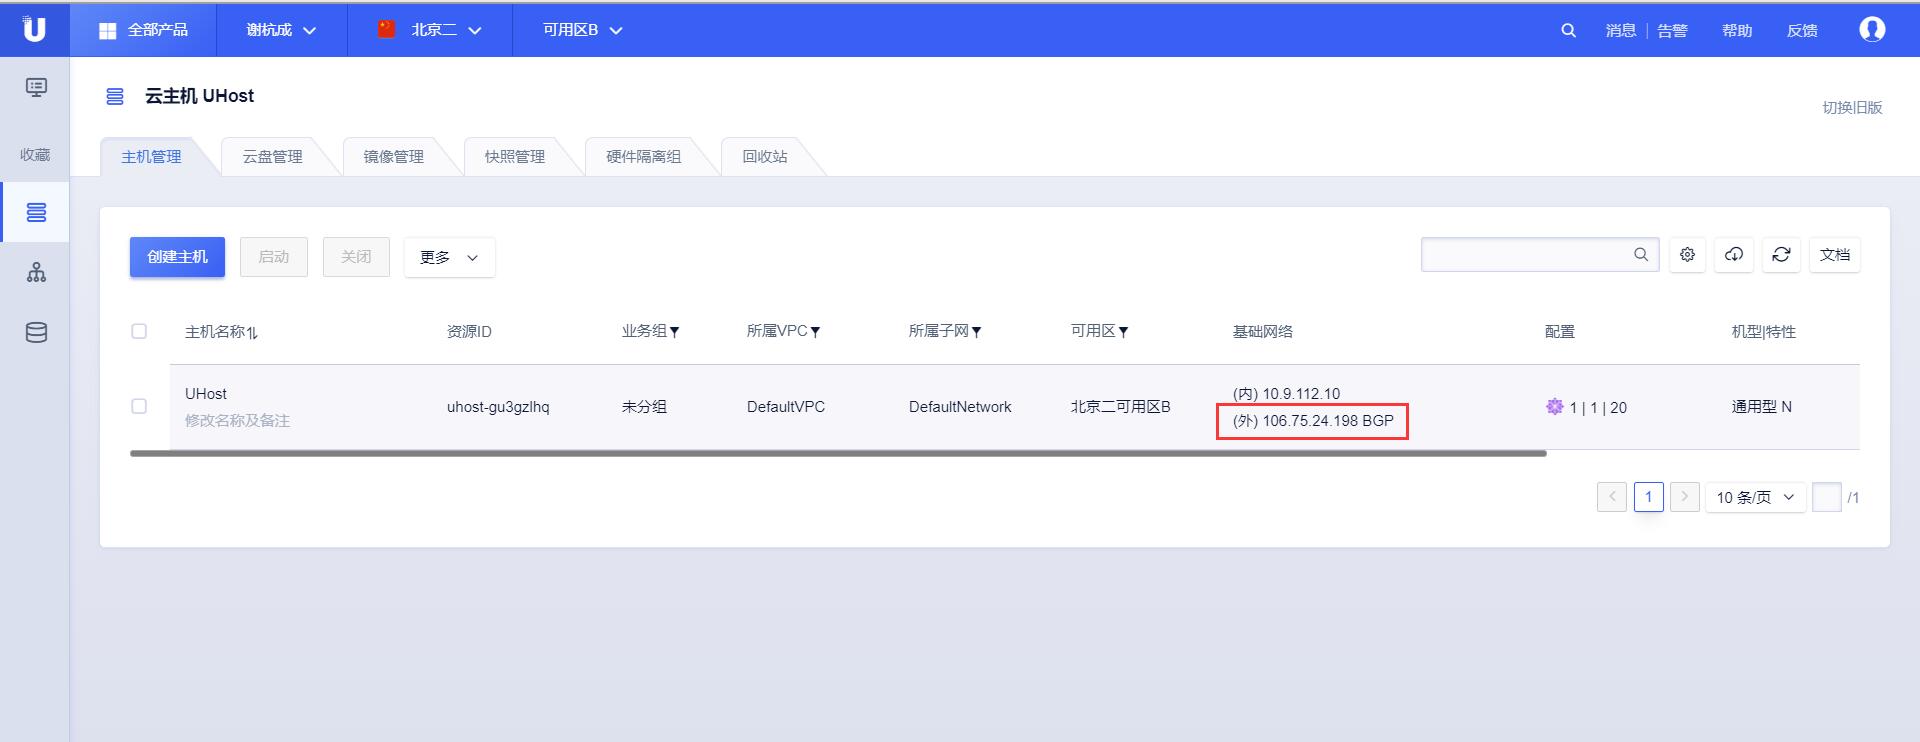 U 全部产品 谢杭成 北京二 可用区B 消息 告警 帮助 反馈
云主机 UHost
切换旧版
收藏
主机管理 云盘管理 镜像管理 快照管理 硬件隔离组 回收站
创建主机 启动 关闭 更多 文档
主机名称 资源ID 业务组 所属VPC 所属子网 可用区 基础网络 配置 机型|特性
UHost
修改名称及备注
uhost-gu3gzlhq
未分组
DefaultVPC
DefaultNetwork
北京二可用区B
(内) 10.9.112.10
(外) 106.75.24.198 BGP
1 | 1 | 20
通用型 N
1 10 条/页 /1